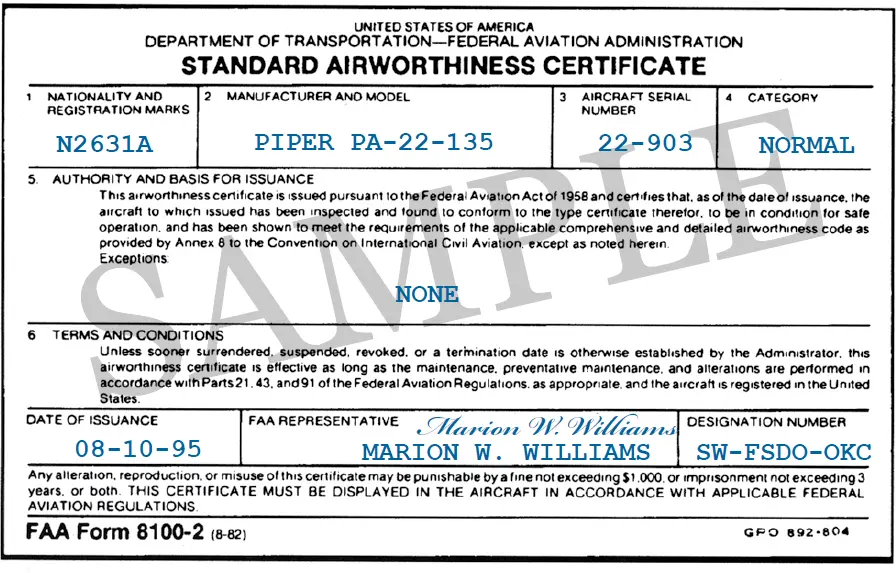 UNITED STATES OF AMERICA
DEPARTMENT OF TRANSPORTATION—FEDERAL AVIATION ADMINISTRATION
STANDARD AIRWORTHINESS CERTIFICATE
1 NATIONALITY AND REGISTRATION MARKS
N2631A
2 MANUFACTURER AND MODEL
PIPER PA-22-135
3 AIRCRAFT SERIAL NUMBER
22-903
4 CATEGORY
NORMAL
5. AUTHORITY AND BASIS FOR ISSUANCE
This airworthiness certificate is issued pursuant to the Federal Aviation Act of 1958 and certifies that, as of the date of issuance, the
aircraft to which issued has been inspected and found to conform to the type certificate therefor, to be in condition for safe
operation, and has been shown to meet the requirements of the applicable comprehensive and detailed airworthiness code as
provided by Annex 8 to the Convention on International Civil Aviation, except as noted herein.
Exceptions:
NONE
SAMPLE
6 TERMS AND CONDITIONS
Unless sooner surrendered, suspended, revoked, or a termination date is otherwise established by the Administrator, this
airworthiness certificate is effective as long as the maintenance, preventative maintenance, and alterations are performed in
accordance with Parts 21, 43, and 91 of the Federal Aviation Regulations, as appropriate, and the aircraft is registered in the United
States.
DATE OF ISSUANCE
08-10-95
FAA REPRESENTATIVE
Marion W. Williams
MARION W. WILLIAMS
DESIGNATION NUMBER
SW-FSDO-OKC
Any alteration, reproduction, or misuse of this certificate may be punishable by a fine not exceeding $1,000, or imprisonment not exceeding 3
years, or both. THIS CERTIFICATE MUST BE DISPLAYED IN THE AIRCRAFT IN ACCORDANCE WITH APPLICABLE FEDERAL
AVIATION REGULATIONS.
FAA Form 8100-2 (8-82)
GPO 892-804